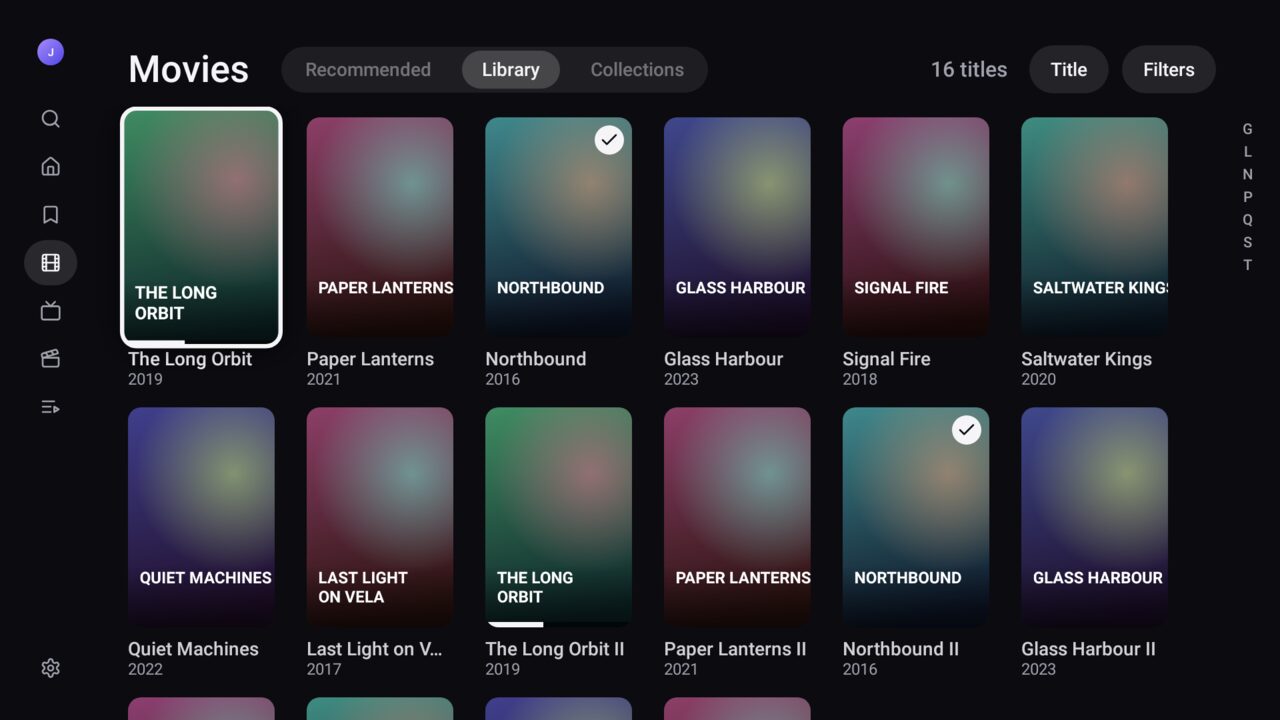 J
Movies
Recommended
Library
Collections
16 titles
Title
Filters
THE LONG
ORBIT
PAPER LANTERNS
NORTHBOUND
GLASS HARBOUR
SIGNAL FIRE
SALTWATER KINGS
The Long Orbit
2019
Paper Lanterns
2021
Northbound
2016
Glass Harbour
2023
Signal Fire
2018
Saltwater Kings
2020
QUIET MACHINES
LAST LIGHT
ON VELA
THE LONG
ORBIT
PAPER LANTERNS
NORTHBOUND
GLASS HARBOUR
Quiet Machines
2022
Last Light on V...
2017
The Long Orbit II
2019
Paper Lanterns II
2021
Northbound II
2016
Glass Harbour II
2023
G
L
N
P
Q
S
T